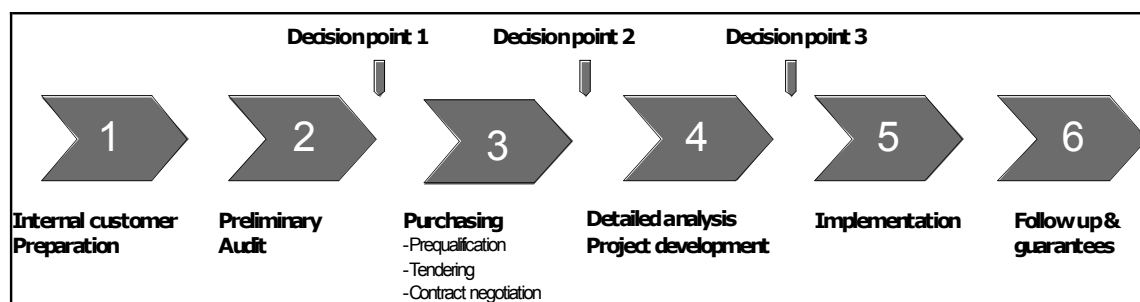 Decision point 1
Decision point 2
Decision point 3
1
2
3
4
5
6
Internal customer
Preparation
Preliminary
Audit
Purchasing
-Prequalification
-Tendering
-Contract negotiation
Detailed analysis
Project development
Implementation
Follow up &
guarantees